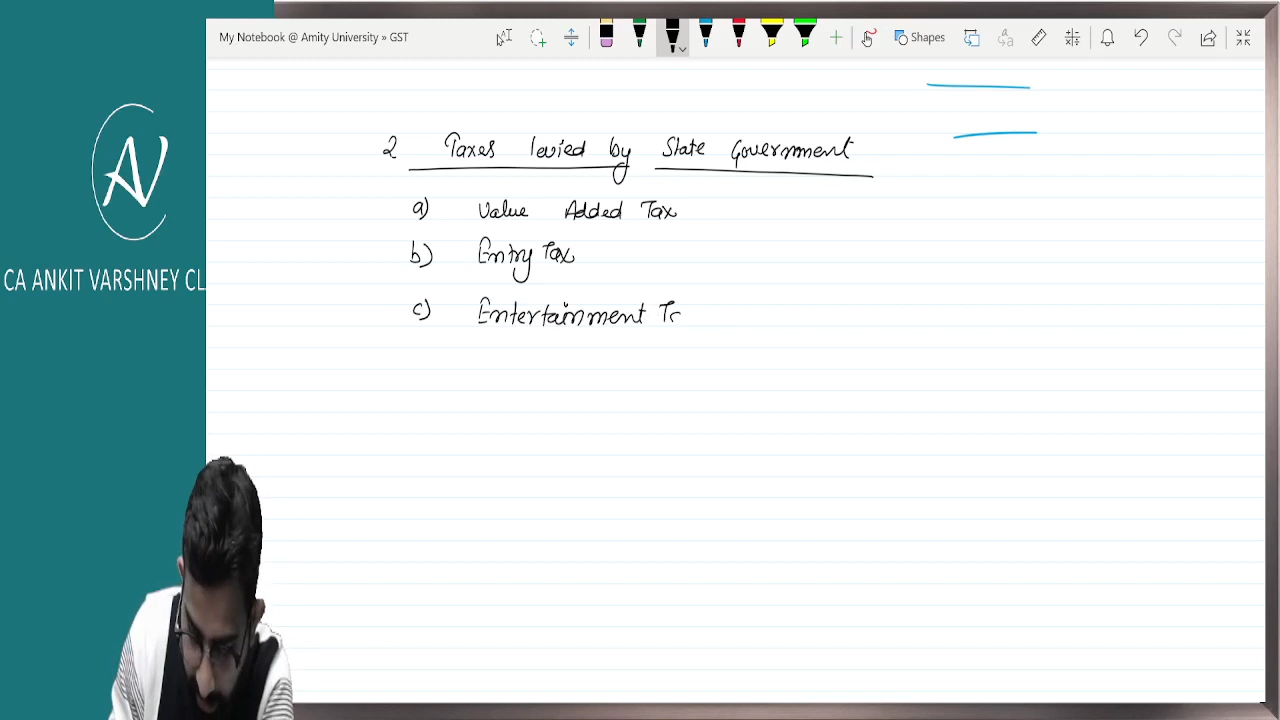 My Notebook @ Amity University » GST
Shapes
2 Taxes levied by State Government
a) Value Added Tax
b) Entry Tax
c) Entertainment Ta
AV
CA ANKIT VARSHNEY CL